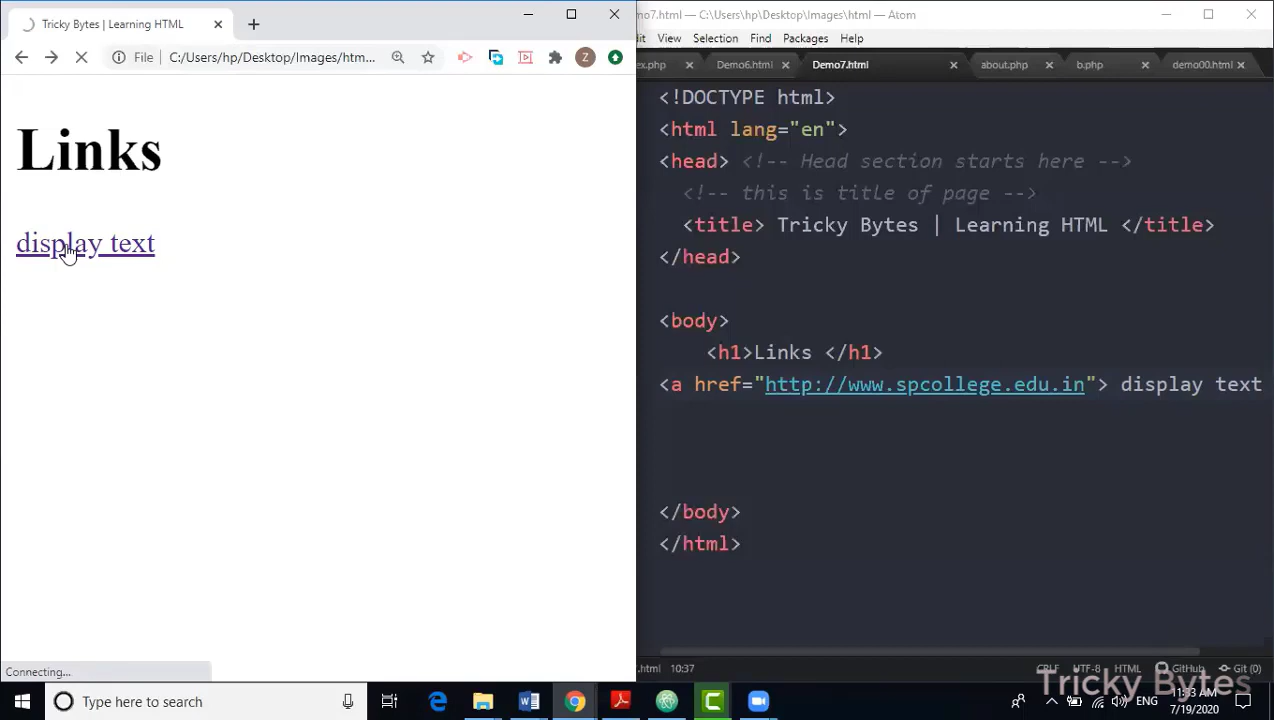 Tricky Bytes | Learning HTML
File
C:/Users/hp/Desktop/Images/htm...
Z
Links
display text
Connecting...
Demo7.html — C:\Users\hp\Desktop\Images\html — Atom
View Selection Find Packages Help
Demo6.html
Demo7.html
about.php
b.php
demo00.html
<!DOCTYPE html>
<html lang="en">
<head> <!-- Head section starts here -->
<!-- this is title of page -->
<title> Tricky Bytes | Learning HTML </title>
</head>
<body>
<h1>Links </h1>
<a href="http://www.spcollege.edu.in"> display text
</body>
</html>
10:37
CRLF UTF-8 HTML GitHub Git (0)
Tricky Bytes
Type here to search
ENG
11:33 AM
7/19/2020